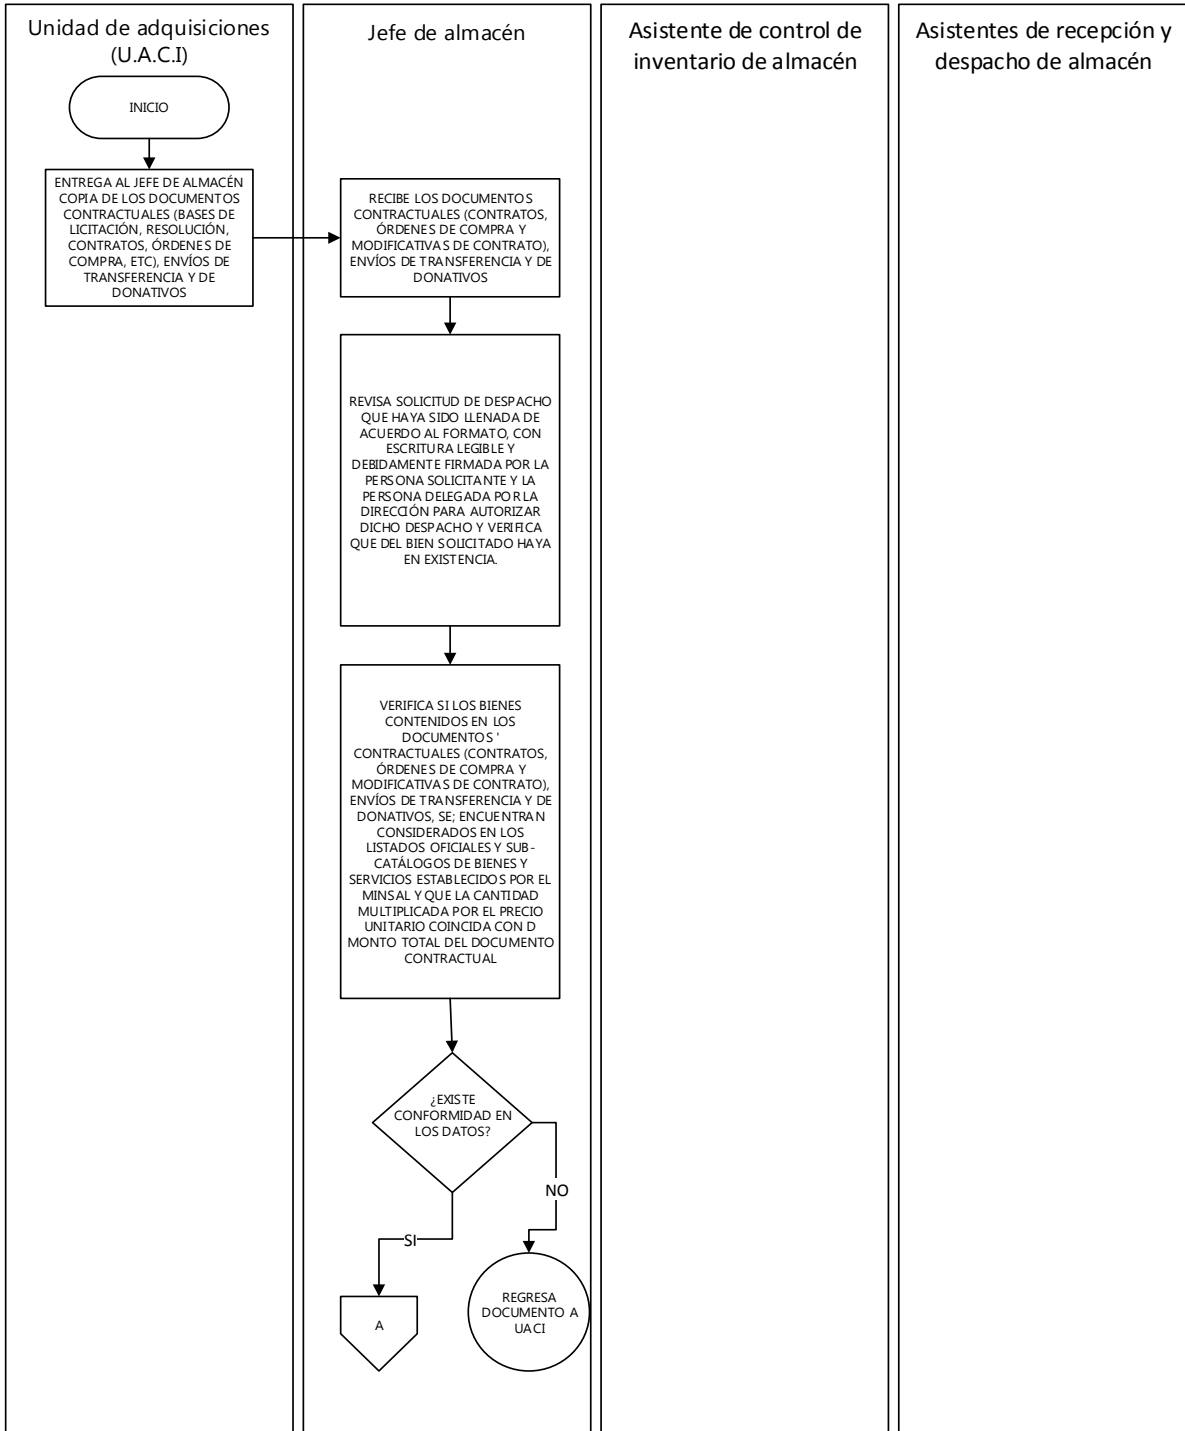 Unidad de adquisiciones
(U.A.C.I)
Jefe de almacén
Asistente de control de
inventario de almacén
Asistentes de recepción y
despacho de almacén
INICIO
ENTREGA AL JEFE DE ALMACÉN
COPIA DE LOS DOCUMENTOS
CONTRACTUALES (BASES DE
LICITACIÓN, RESOLUCIÓN,
CONTRATOS, ÓRDENES DE
COMPRA, ETC), ENVÍOS DE
TRANSFERENCIA Y DE
DONATIVOS
RECIBE LOS DOCUMENTOS
CONTRACTUALES (CONTRATOS,
ÓRDENES DE COMPRA Y
MODIFICATIVAS DE CONTRATO),
ENVÍOS DE TRANSFERENCIA Y DE
DONATIVOS
REVISA SOLICITUD DE DESPACHO
QUE HAYA SIDO LLENADA DE
ACUERDO AL FORMATO, CON
ESCRITURA LEGIBLE Y
DEBIDAMENTE FIRMADA POR LA
PERSONA SOLICITANTE Y LA
PERSONA DELEGADA POR LA
DIRECCIÓN PARA AUTORIZAR
DICHO DESPACHO Y VERIFICA
QUE DEL BIEN SOLICITADO HAYA
EN EXISTENCIA.
VERIFICA SI LOS BIENES
CONTENIDOS EN LOS
DOCUMENTOS '
CONTRACTUALES (CONTRATOS,
ÓRDENES DE COMPRA Y
MODIFICATIVAS DE CONTRATO),
ENVÍOS DE TRANSFERENCIA Y DE
DONATIVOS, SE; ENCUENTRAN
CONSIDERADOS EN LOS
LISTADOS OFICIALES Y SUB-
CATÁLOGOS DE BIENES Y
SERVICIOS ESTABLECIDOS POR EL
MINSAL Y QUE LA CANTIDAD
MULTIPLICADA POR EL PRECIO
UNITARIO COINCIDA CON D
MONTO TOTAL DEL DOCUMENTO
CONTRACTUAL
¿EXISTE
CONFORMIDAD EN
LOS DATOS?
NO
SI
A
REGRESA
DOCUMENTO A
UACI